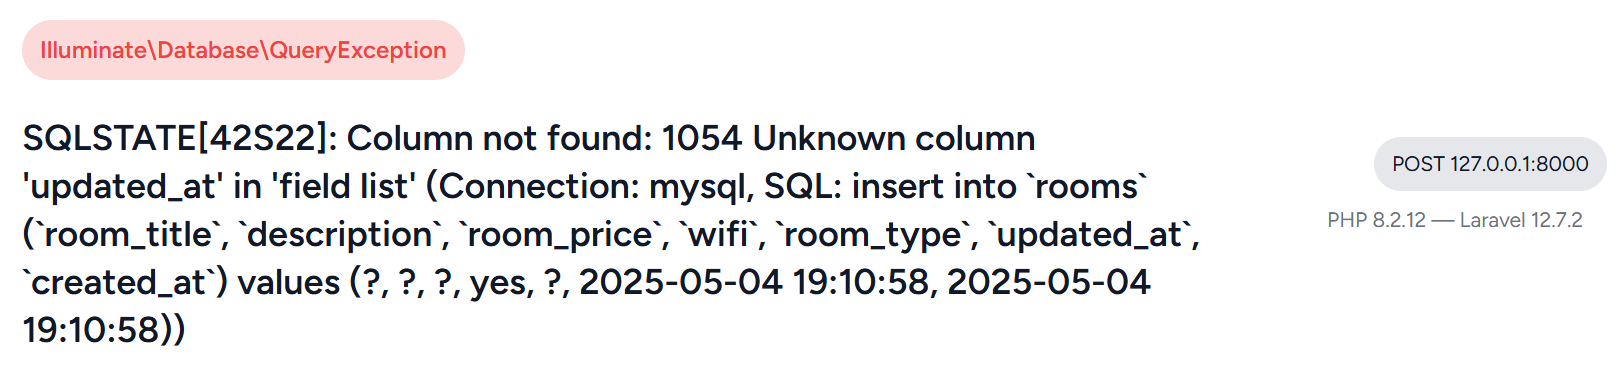 Illuminate\Database\QueryException
SQLSTATE[42S22]: Column not found: 1054 Unknown column
'updated_at' in 'field list' (Connection: mysql, SQL: insert into `rooms`
(`room_title`, `description`, `room_price`, `wifi`, `room_type`, `updated_at`,
`created_at`) values (?, ?, ?, yes, ?, 2025-05-04 19:10:58, 2025-05-04
19:10:58))
POST 127.0.0.1:8000
PHP 8.2.12 — Laravel 12.7.2